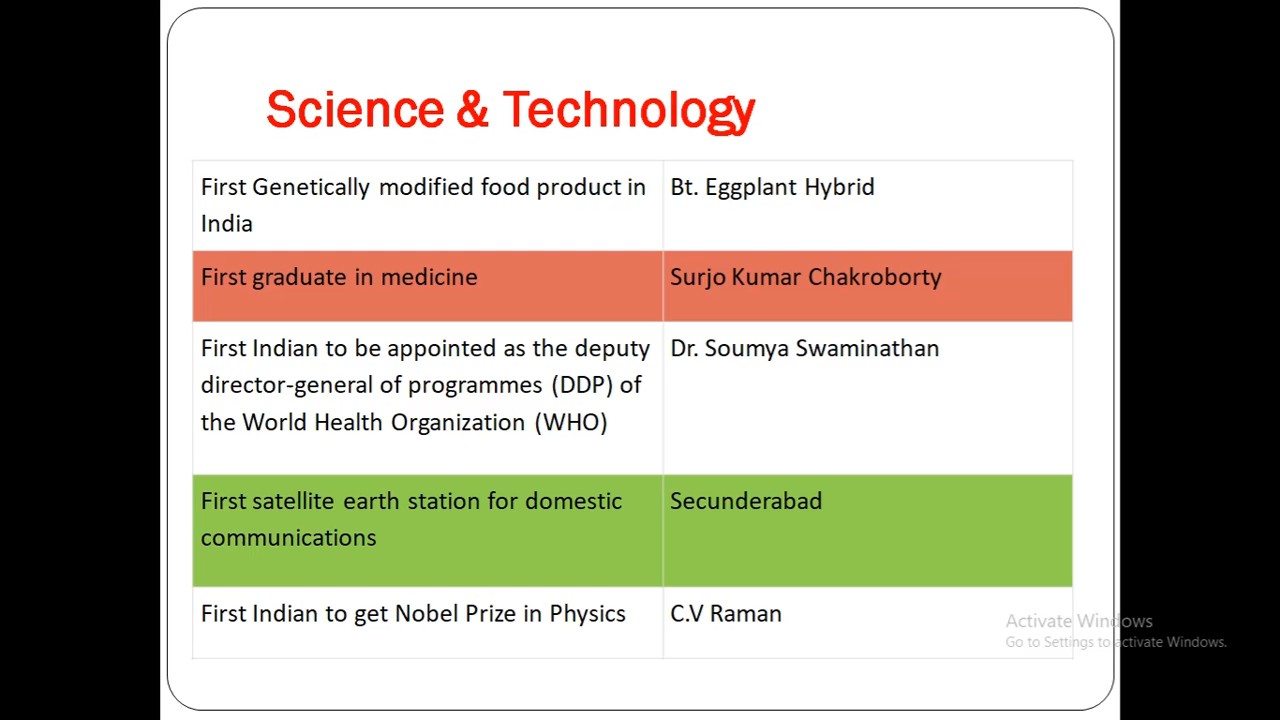 Science & Technology
First Genetically modified food product in
India
Bt. Eggplant Hybrid
First graduate in medicine
Surjo Kumar Chakroborty
First Indian to be appointed as the deputy
director-general of programmes (DDP) of
the World Health Organization (WHO)
Dr. Soumya Swaminathan
First satellite earth station for domestic
communications
Secunderabad
First Indian to get Nobel Prize in Physics
C.V Raman
Activate Windows
Go to Settings to activate Windows.